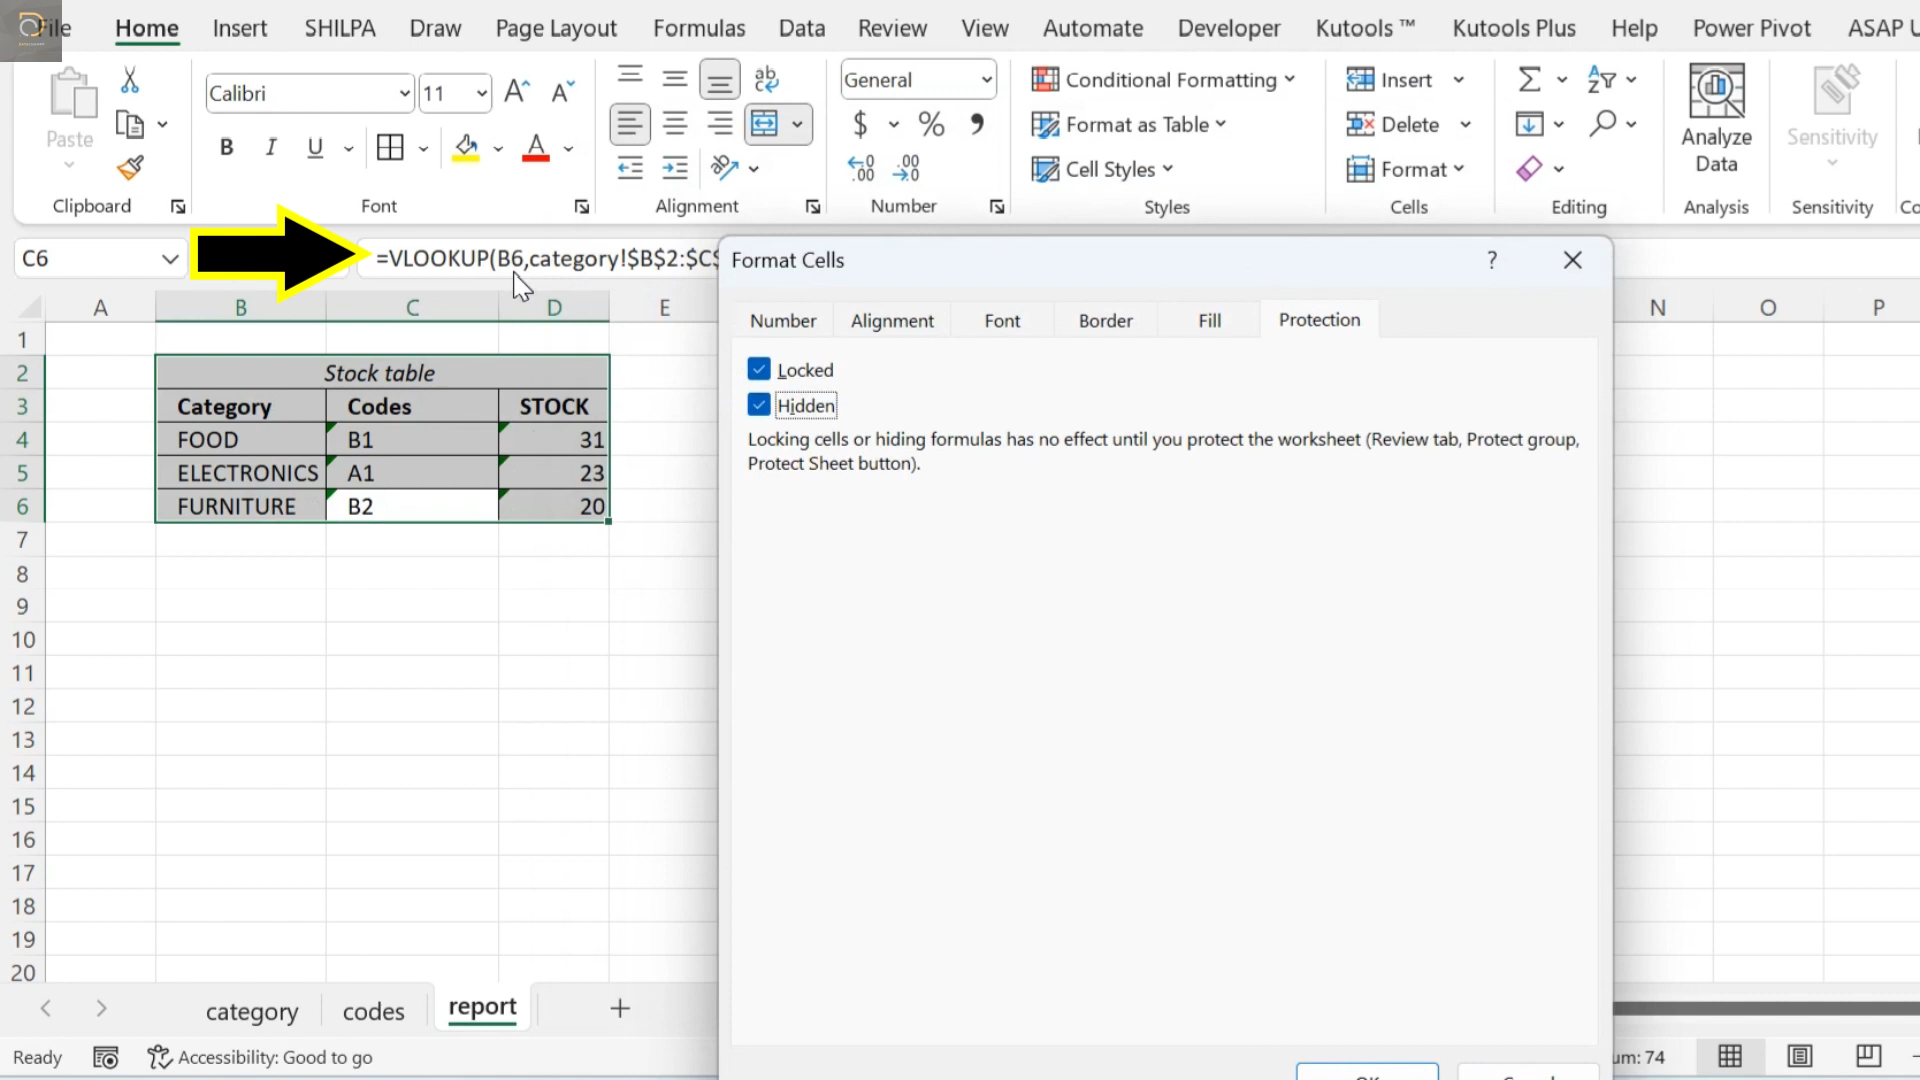 File Home Insert SHILPA Draw Page Layout Formulas Data Review View Automate Developer Kutools ™ Kutools Plus Help Power Pivot ASAP U
Calibri 11 General Conditional Formatting Insert
Paste $ % Format as Table Delete Analyze Data Sensitivity
B I U A Cell Styles Format
Clipboard Font Alignment Number Styles Cells Editing Analysis Sensitivity Co
C6 =VLOOKUP(B6,category!$B$2:$C$
Format Cells ? ×
A B C D E N O P
Number Alignment Font Border Fill Protection
1
2 Stock table
3 Category Codes STOCK
4 FOOD B1 31
5 ELECTRONICS A1 23
6 FURNITURE B2 20
7
8
9
10
11
12
13
14
15
16
17
18
19
20
Locked
Hidden
Locking cells or hiding formulas has no effect until you protect the worksheet (Review tab, Protect group,
Protect Sheet button).
category codes report +
Ready Accessibility: Good to go um: 74